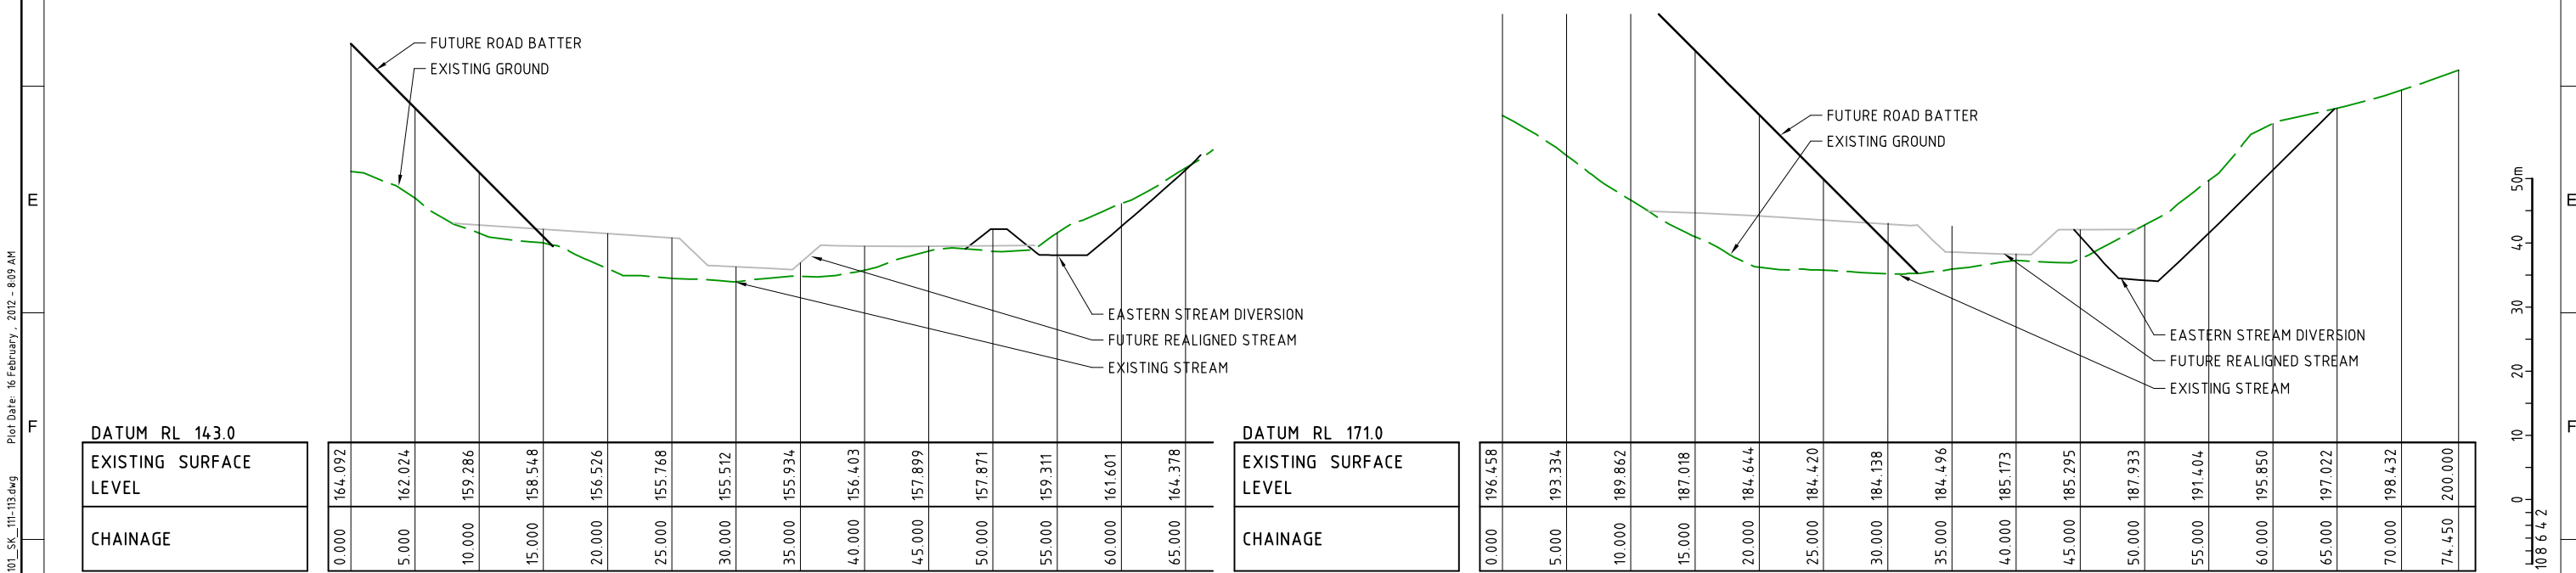 FUTURE ROAD BATTER
EXISTING GROUND
EASTERN STREAM DIVERSION
FUTURE REALIGNED STREAM
EXISTING STREAM
DATUM RL 143.0
EXISTING SURFACE
LEVEL
164.092 162.024 159.286 158.548 156.526 155.768 155.512 155.934 156.403 157.899 157.871 159.311 161.601 164.378
CHAINAGE
0.000 5.000 10.000 15.000 20.000 25.000 30.000 35.000 40.000 45.000 50.000 55.000 60.000 65.000
FUTURE ROAD BATTER
EXISTING GROUND
EASTERN STREAM DIVERSION
FUTURE REALIGNED STREAM
EXISTING STREAM
DATUM RL 171.0
EXISTING SURFACE
LEVEL
196.458 193.334 189.862 187.018 184.644 184.420 184.138 184.496 185.173 185.295 187.933 191.404 195.850 197.022 198.432 200.000
CHAINAGE
0.000 5.000 10.000 15.000 20.000 25.000 30.000 35.000 40.000 45.000 50.000 55.000 60.000 65.000 70.000 74.450
E
F
101_SK_111-113.dwg Plot Date: 16 February, 2012 - 8:09 AM
10 8 6 4 2 0 10 20 30 40 50m
E
F